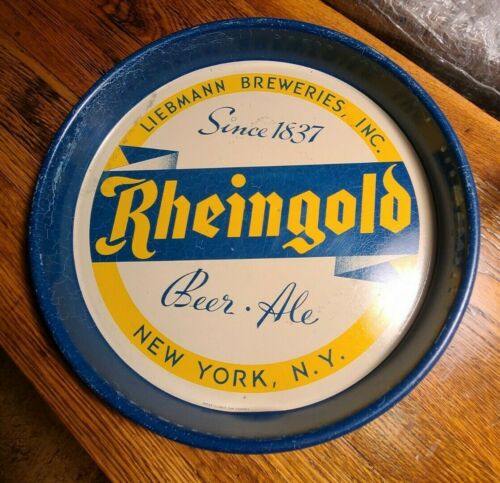 LIEBMANN BREWERIES, INC.
Since 1837
Rheingold
Beer · Ale
NEW YORK, N.Y.